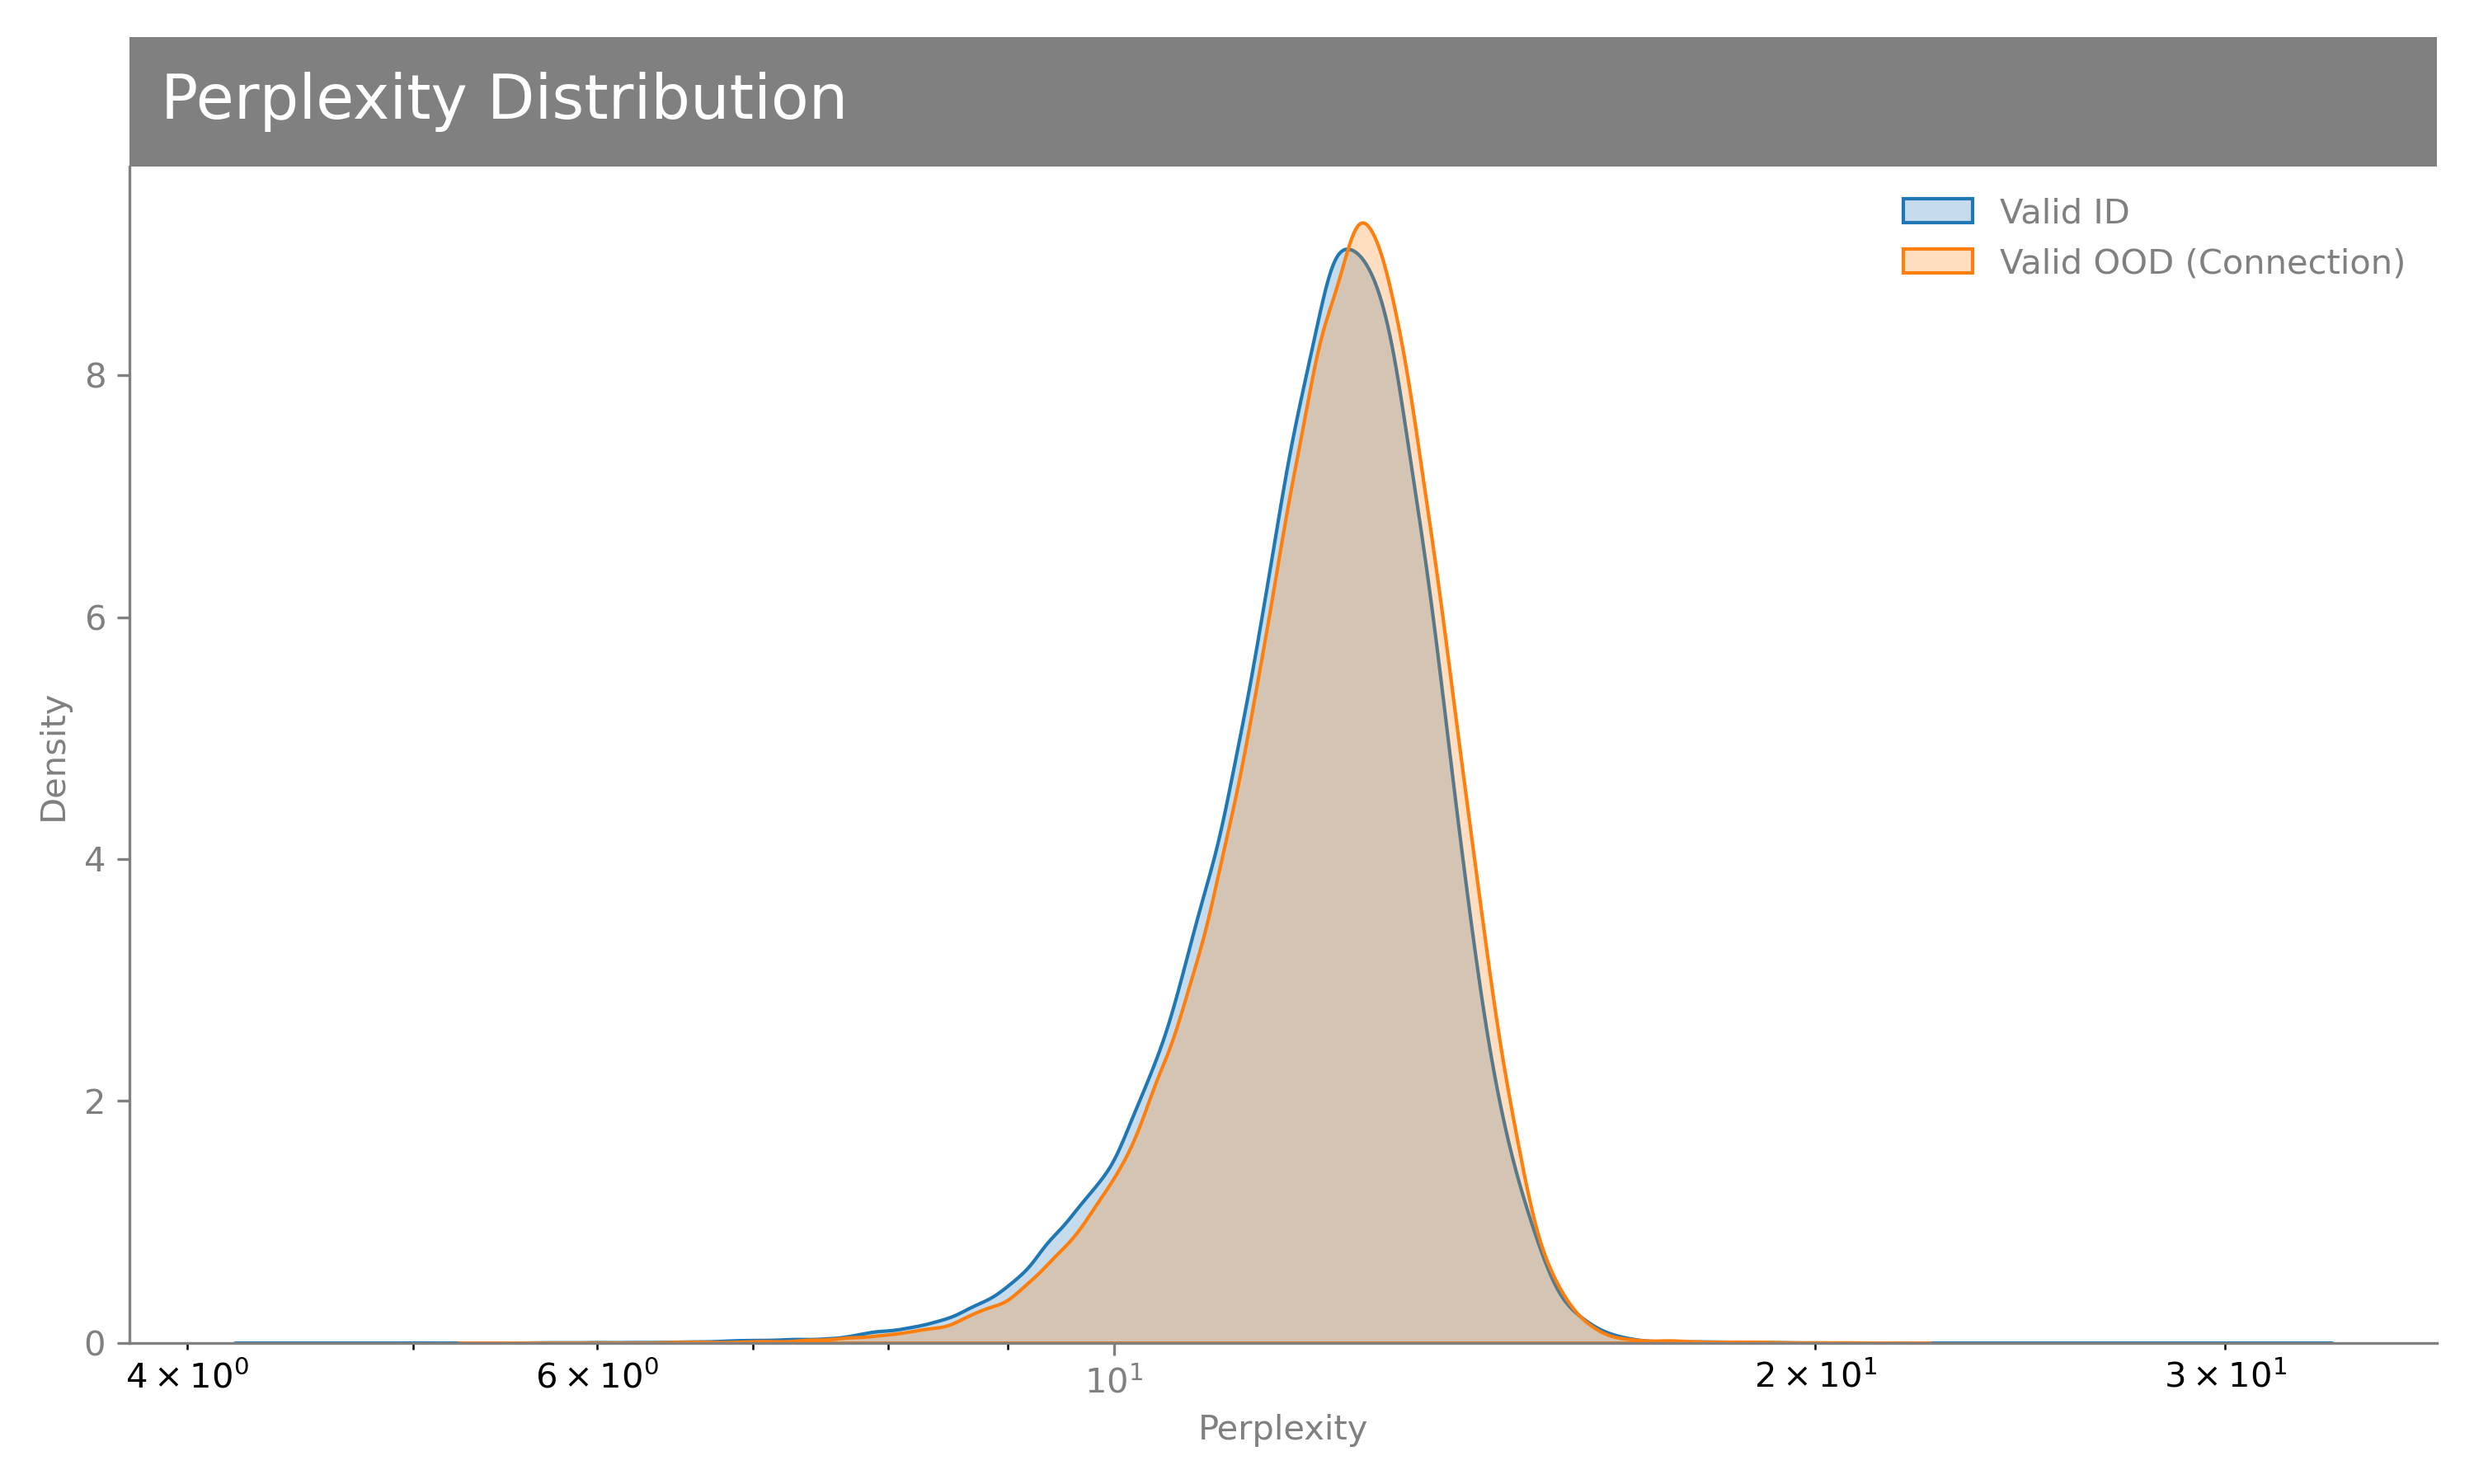 Perplexity Distribution
Valid ID
Valid OOD (Connection)
Density
8
6
4
2
0
4 × 10⁰
6 × 10⁰
10¹
2 × 10¹
3 × 10¹
Perplexity